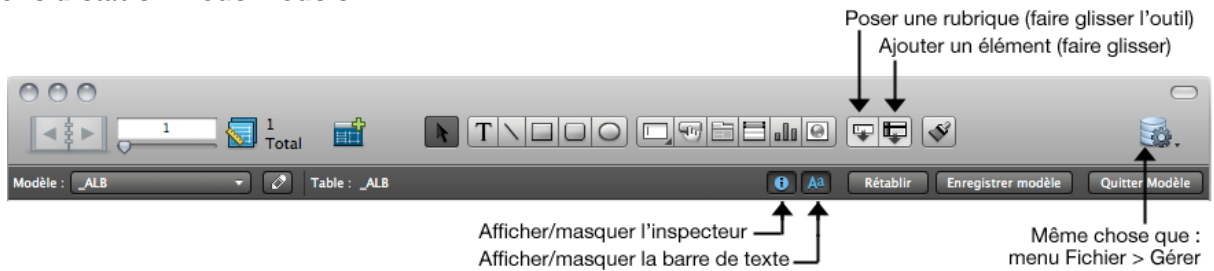 Poser une rubrique (faire glisser l'outil)
Ajouter un élément (faire glisser)
1
1
Total
T
Modèle : _ALB
Table : _ALB
Aa
Rétablir
Enregistrer modèle
Quitter Modèle
Afficher/masquer l'inspecteur
Afficher/masquer la barre de texte
Même chose que :
menu Fichier > Gérer